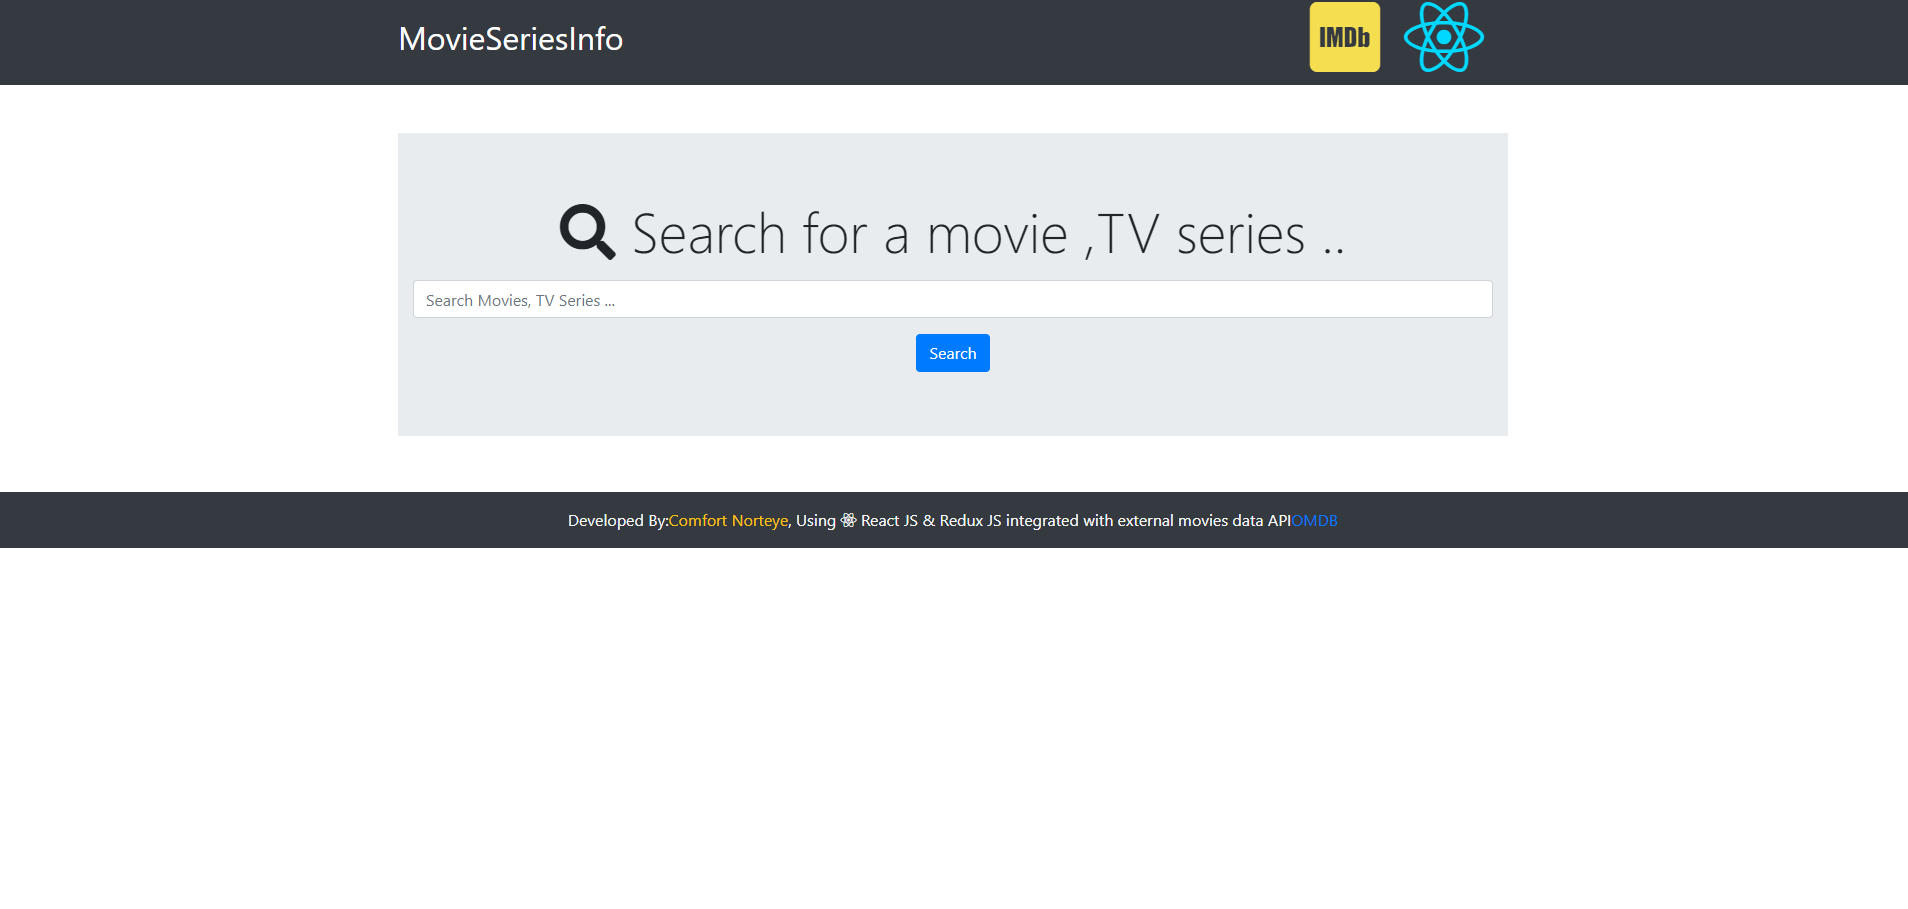 MovieSeriesInfo
IMDb
Search for a movie ,TV series ..
Search Movies, TV Series ...
Search
Developed By:Comfort Norteye, Using React JS & Redux JS integrated with external movies data APIOMDB